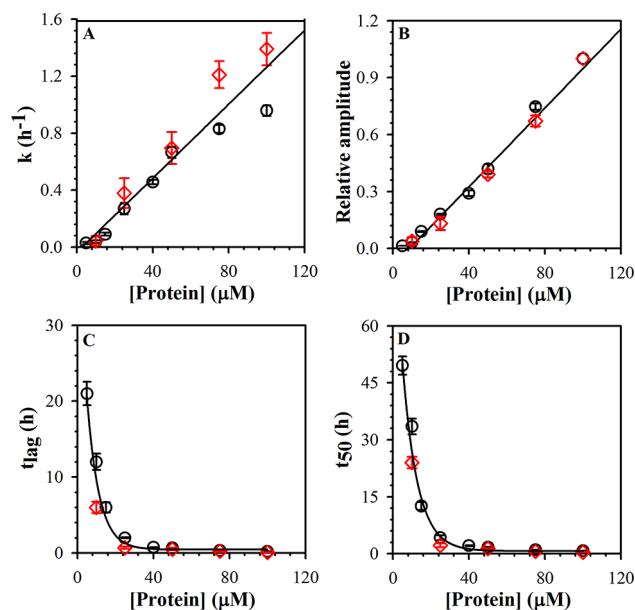 A
k (h-1)
1.6
1.2
0.8
0.4
0.0
0 40 80 120
[Protein] (μM)
B
Relative amplitude
1.2
0.9
0.6
0.3
0.0
0 40 80 120
[Protein] (μM)
C
tlag (h)
30
20
10
0
0 40 80 120
[Protein] (μM)
D
t50 (h)
60
45
30
15
0
0 40 80 120
[Protein] (μM)